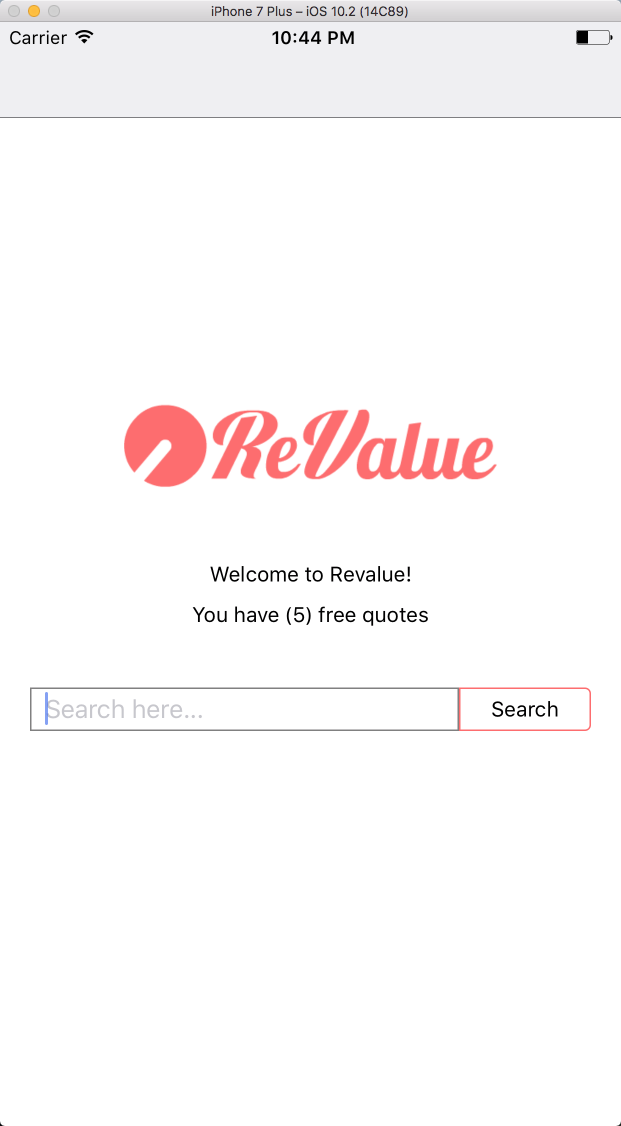 iPhone 7 Plus – iOS 10.2 (14C89)
Carrier 10:44 PM
ReValue
Welcome to Revalue!
You have (5) free quotes
Search here... Search